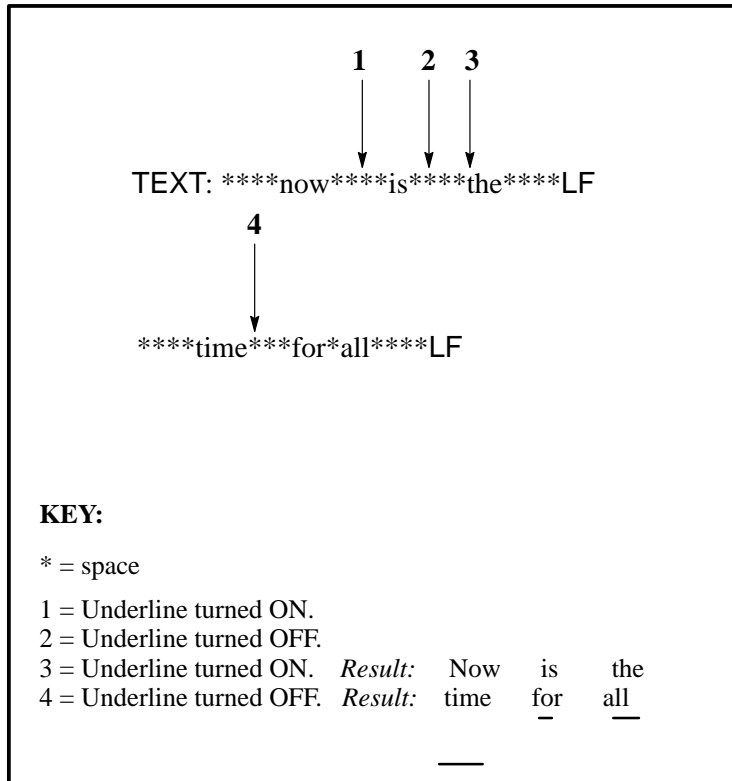 1 2 3
TEXT: ****now****is****the****LF
4
****time***for*all****LF
KEY:
* = space
1 = Underline turned ON.
2 = Underline turned OFF.
3 = Underline turned ON. Result: Now is the
4 = Underline turned OFF. Result: time for all